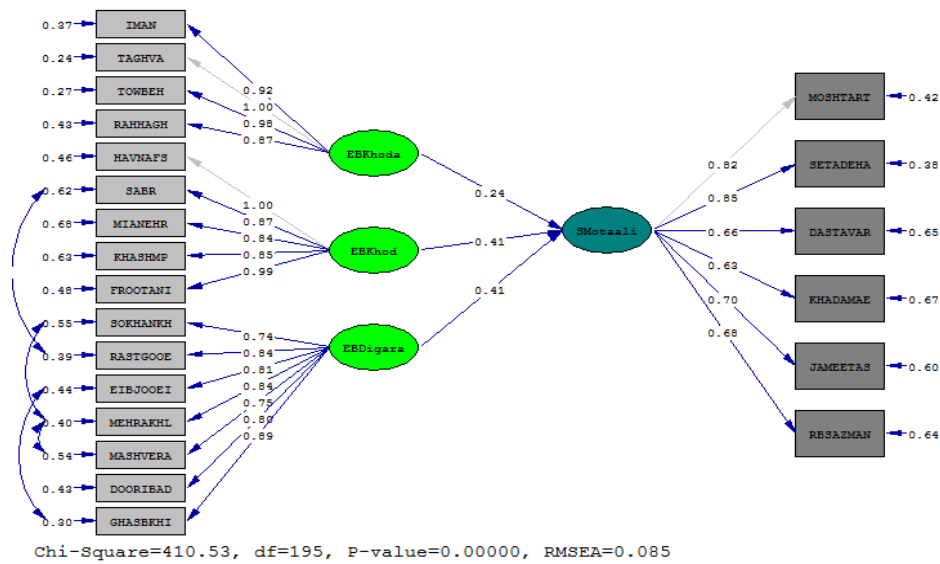 0.37 IMAN
0.24 TAGHVA
0.27 TOWBEH
0.43 RAHHAGH
0.46 HAVNAFS
0.62 SABR
0.68 MIANEHR
0.63 KHASHMP
0.48 FROOTANI
0.55 SOKHANKH
0.39 RASTGOOE
0.44 EIBJOOEI
0.40 MEHRAKHL
0.54 MASHVERA
0.43 DOORIBAD
0.30 GHASBKHI
0.92
1.00
0.98
0.87
1.00
0.87
0.84
0.85
0.99
0.74
0.84
0.81
0.84
0.75
0.80
0.89
EBKhoda
EBKhod
EBDigara
0.24
0.41
0.41
SMotaali
0.82
0.85
0.66
0.63
0.70
0.68
MOSHTART 0.42
SETADEHA 0.38
DASTAVAR 0.65
KHADAMAE 0.67
JAMEETAS 0.60
RBSAZMAN 0.64
Chi-Square=410.53, df=195, P-value=0.00000, RMSEA=0.085